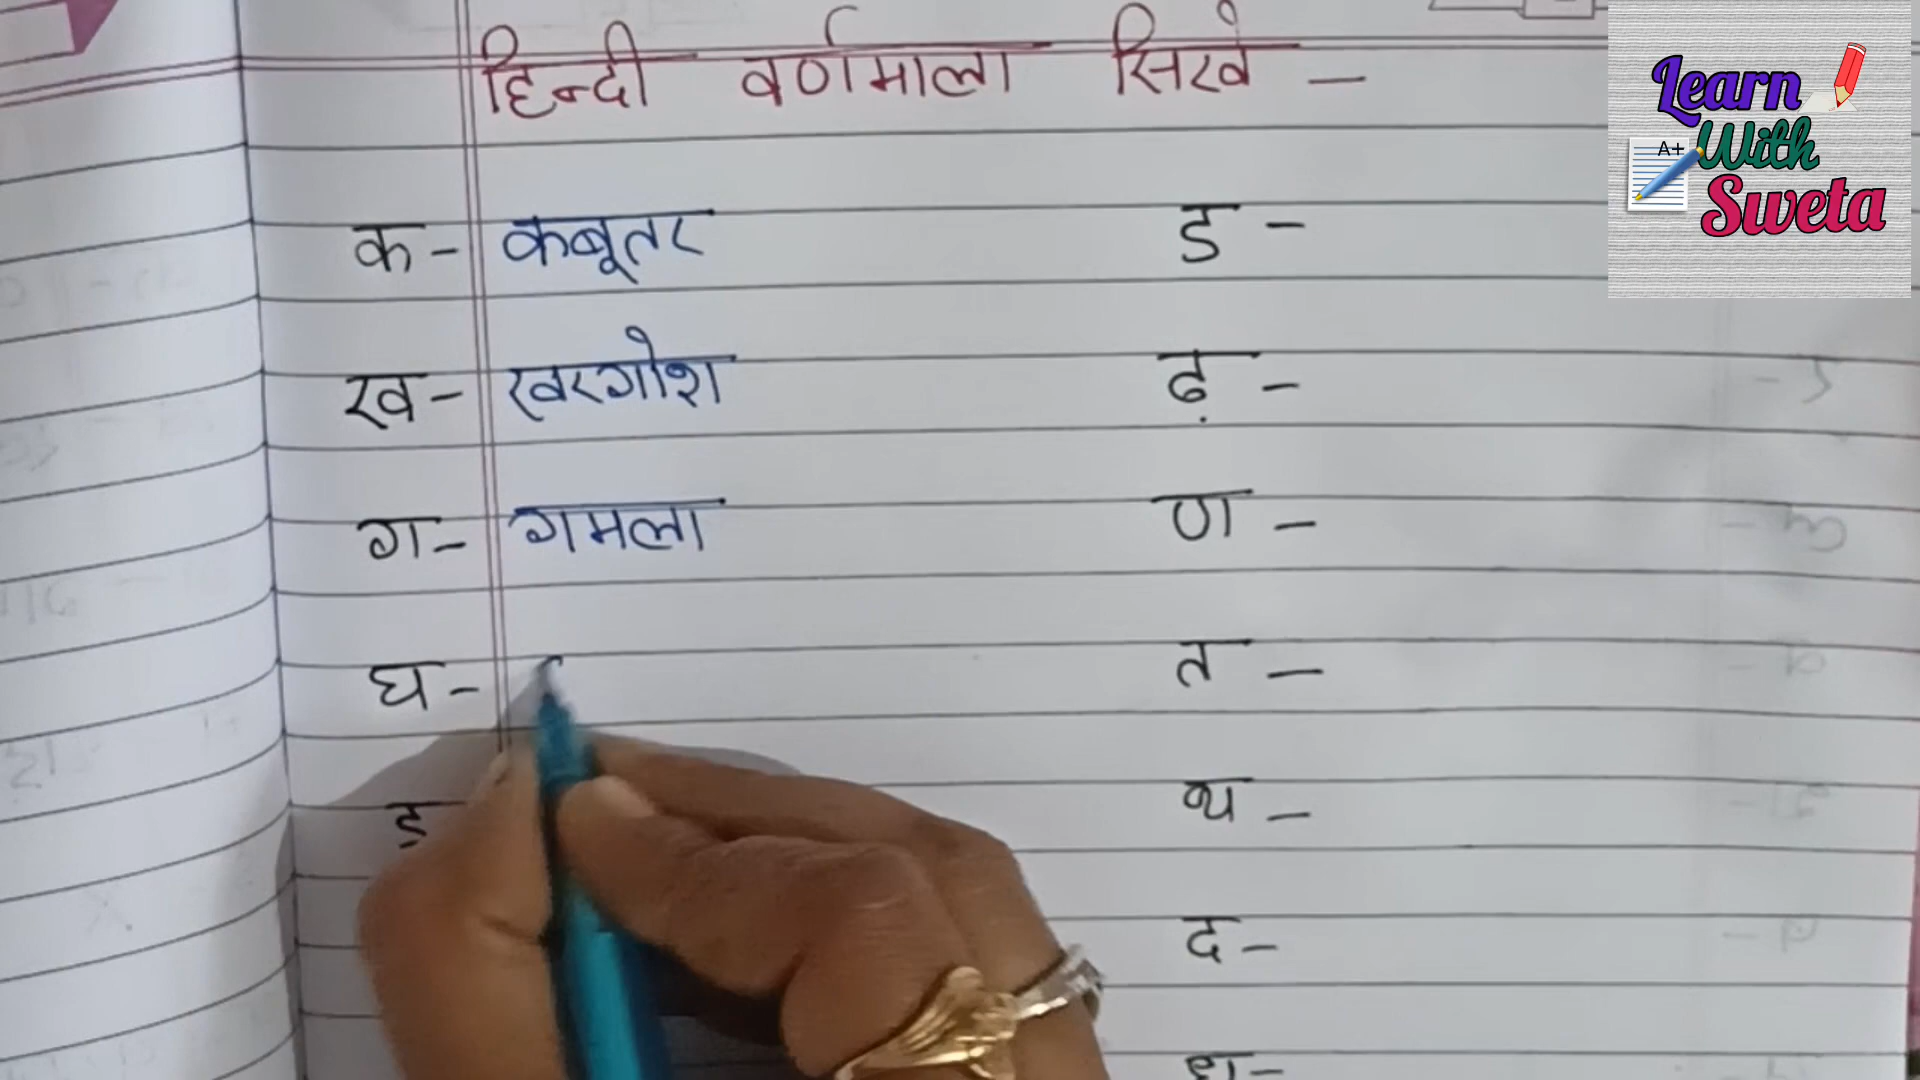 हिन्दी वर्णमाला सिखे –
Learn
With
Sweta
A+
क – कबूतर
ड –
ख – खरगोश
ढ़ –
ग – गमला
ण –
घ –
त –
थ –
द –